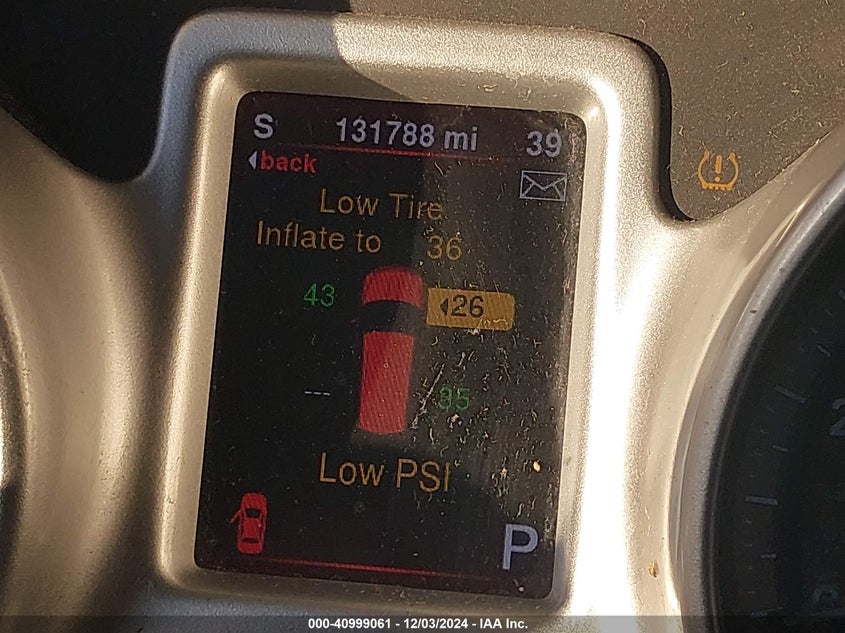 S 131788 mi 39
back
Low Tire
Inflate to 36
43 26
--- 35
Low PSI
P
000-40999061 - 12/03/2024 - IAA Inc.